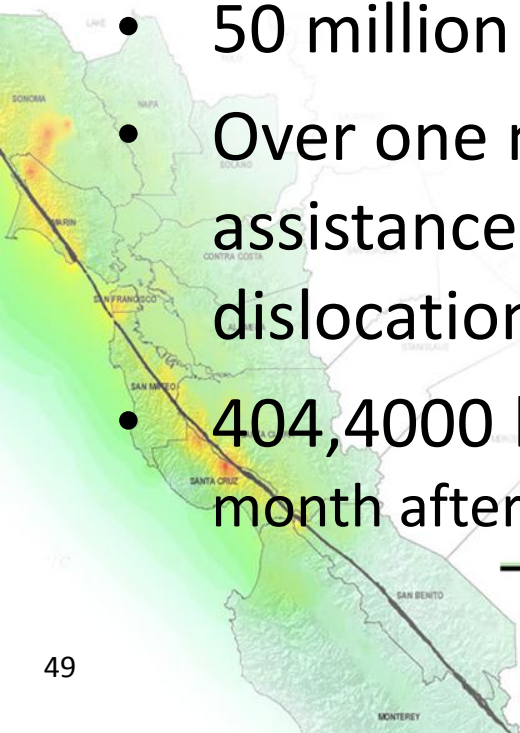 LAKE
• 50 million
SONOMA
NAPA
• Over one
SOLANO
MARIN
assistance
CONTRA COSTA
SAN FRANCISCO
dislocation
SAN MATEO
• 404,4000
SANTA CRUZ
month after
SAN BENITO
49
MONTEREY